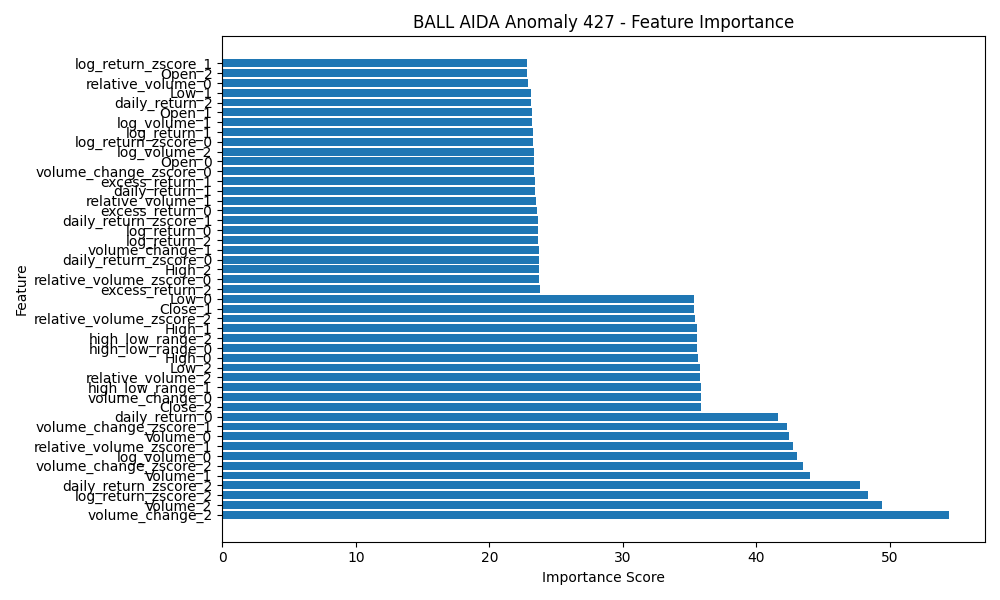 BALL AIDA Anomaly 427 - Feature Importance
log_return_zscore_1
Open_2
relative_volume_0
Low_1
daily_return_2
Open_1
log_volume_1
log_return_1
log_return_zscore_0
log_volume_2
Open_0
volume_change_zscore_0
excess_return_1
daily_return_1
relative_volume_1
excess_return_0
daily_return_zscore_1
log_return_0
log_return_2
volume_change_1
daily_return_zscore_0
High_2
relative_volume_zscore_0
excess_return_2
Low_0
Close_1
relative_volume_zscore_2
High_1
high_low_range_2
high_low_range_0
High_0
Low_2
relative_volume_2
high_low_range_1
volume_change_0
Close_2
daily_return_0
volume_change_zscore_1
Volume_0
relative_volume_zscore_1
log_volume_0
volume_change_zscore_2
Volume_1
daily_return_zscore_2
log_return_zscore_2
Volume_2
volume_change_2
Feature
0 10 20 30 40 50
Importance Score